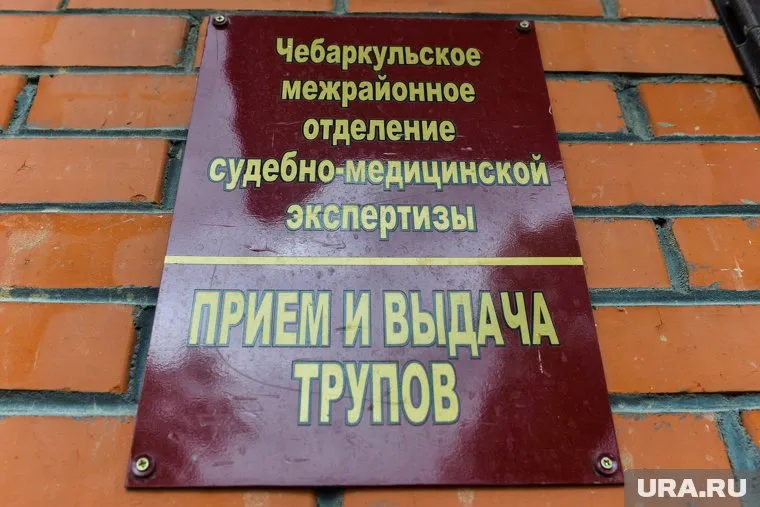 Чебаркульское
межрайонное
отделение
судебно-медицинской
экспертизы
ПРИЕМ И ВЫДАЧА
ТРУПОВ
URA.RU